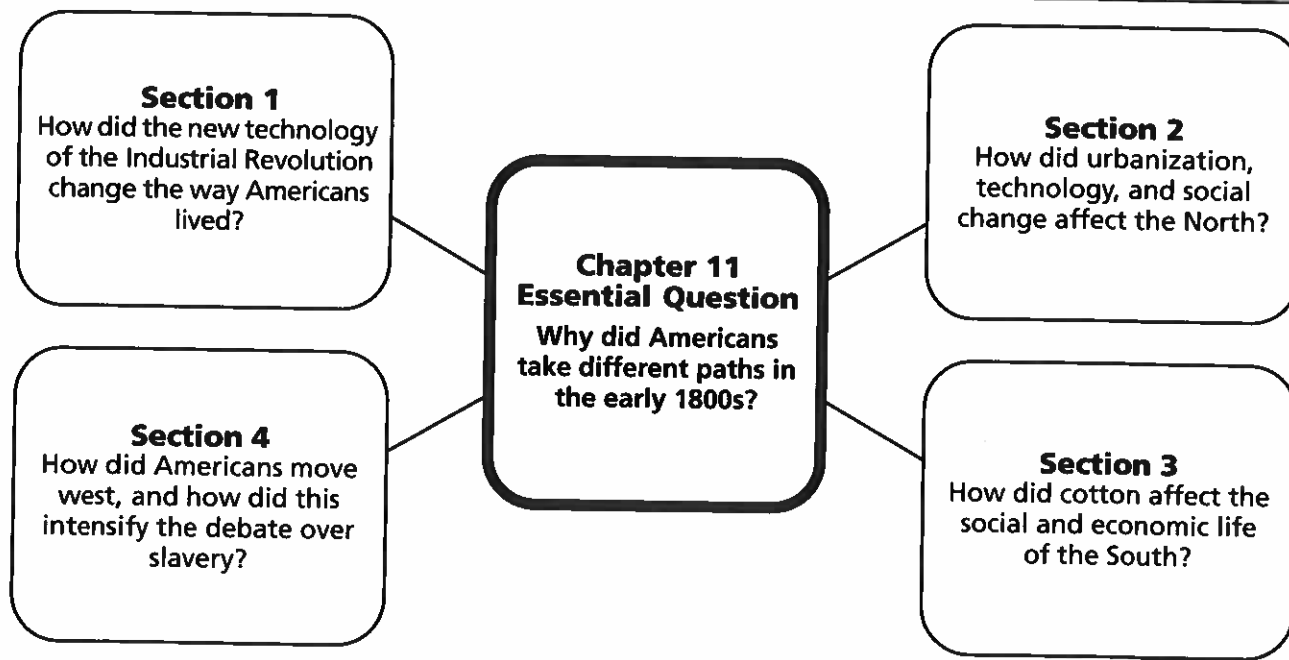 Section 1
How did the new technology
of the Industrial Revolution
change the way Americans
lived?
Section 2
How did urbanization,
technology, and social
change affect the North?
Chapter 11
Essential Question
Why did Americans
take different paths in
the early 1800s?
Section 4
How did Americans move
west, and how did this
intensify the debate over
slavery?
Section 3
How did cotton affect the
social and economic life
of the South?